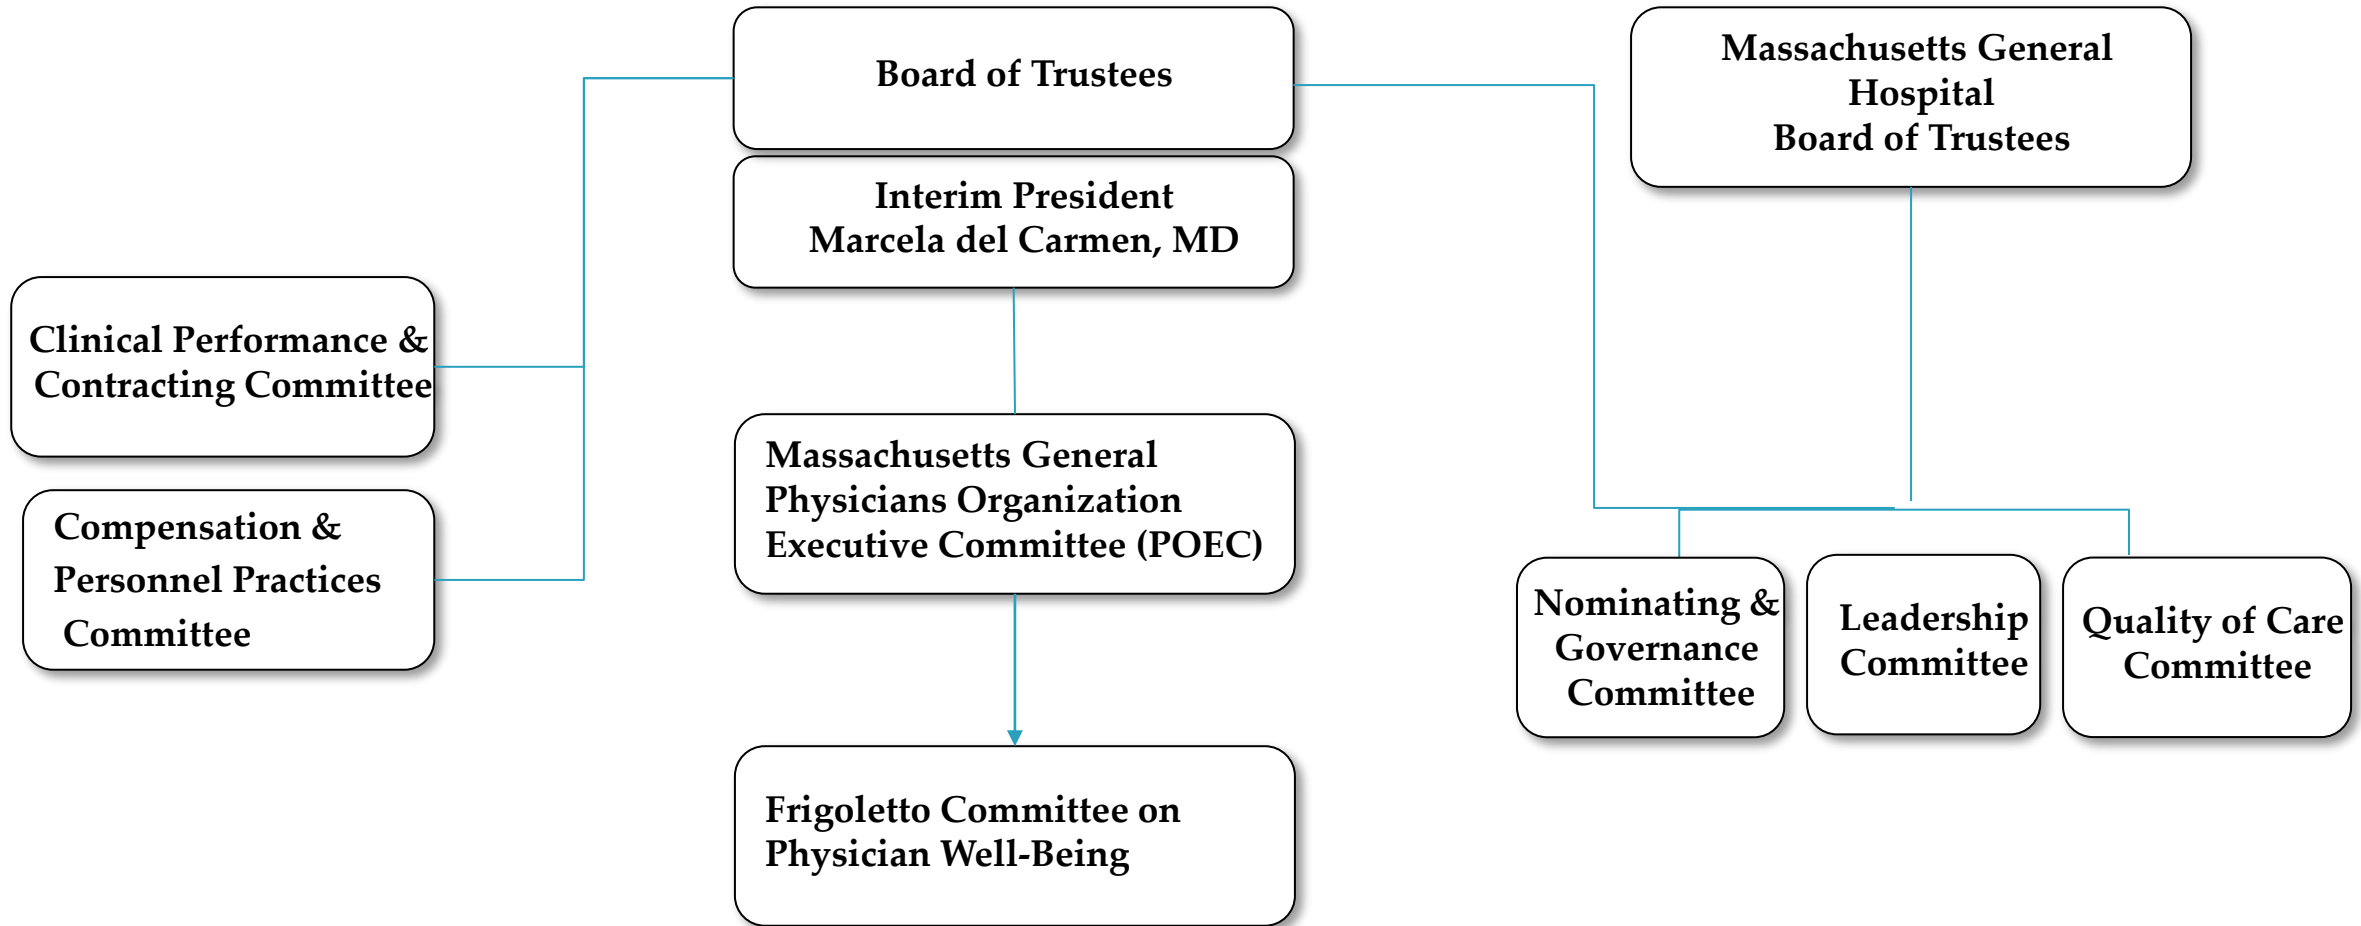 Board of Trustees
Massachusetts General
Hospital
Board of Trustees
Interim President
Marcela del Carmen, MD
Clinical Performance &
Contracting Committee
Massachusetts General
Physicians Organization
Executive Committee (POEC)
Compensation &
Personnel Practices
Committee
Nominating &
Governance
Committee
Leadership
Committee
Quality of Care
Committee
Frigoletto Committee on
Physician Well-Being